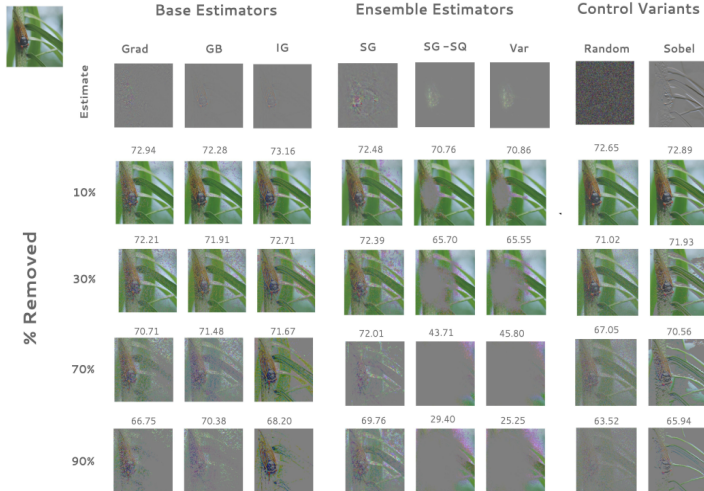 Base Estimators Ensemble Estimators Control Variants
Grad GB IG SG SG -SQ Var Random Sobel
Estimate
72.94 72.28 73.16 72.48 70.76 70.86 72.65 72.89
10%
72.21 71.91 72.71 72.39 65.70 65.55 71.02 71.93
30%
% Removed
70.71 71.48 71.67 72.01 43.71 45.80 67.05 70.56
70%
66.75 70.38 68.20 69.76 29.40 25.25 63.52 65.94
90%